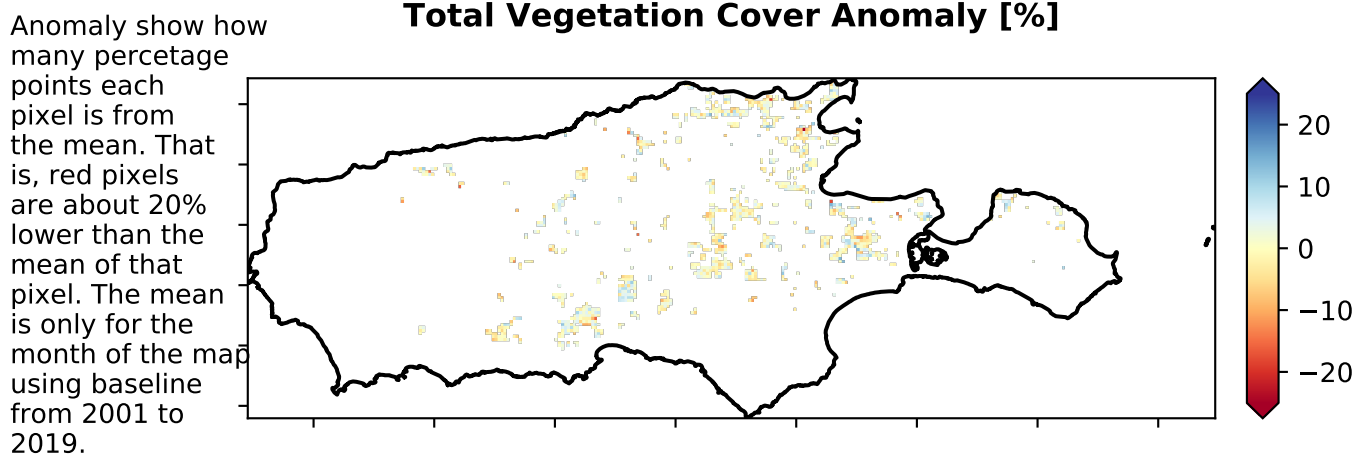 Total Vegetation Cover Anomaly [%]
Anomaly show how
many percetage
points each
pixel is from
the mean. That
is, red pixels
are about 20%
lower than the
mean of that
pixel. The mean
is only for the
month of the map
using baseline
from 2001 to
2019.
20
10
0
−10
−20